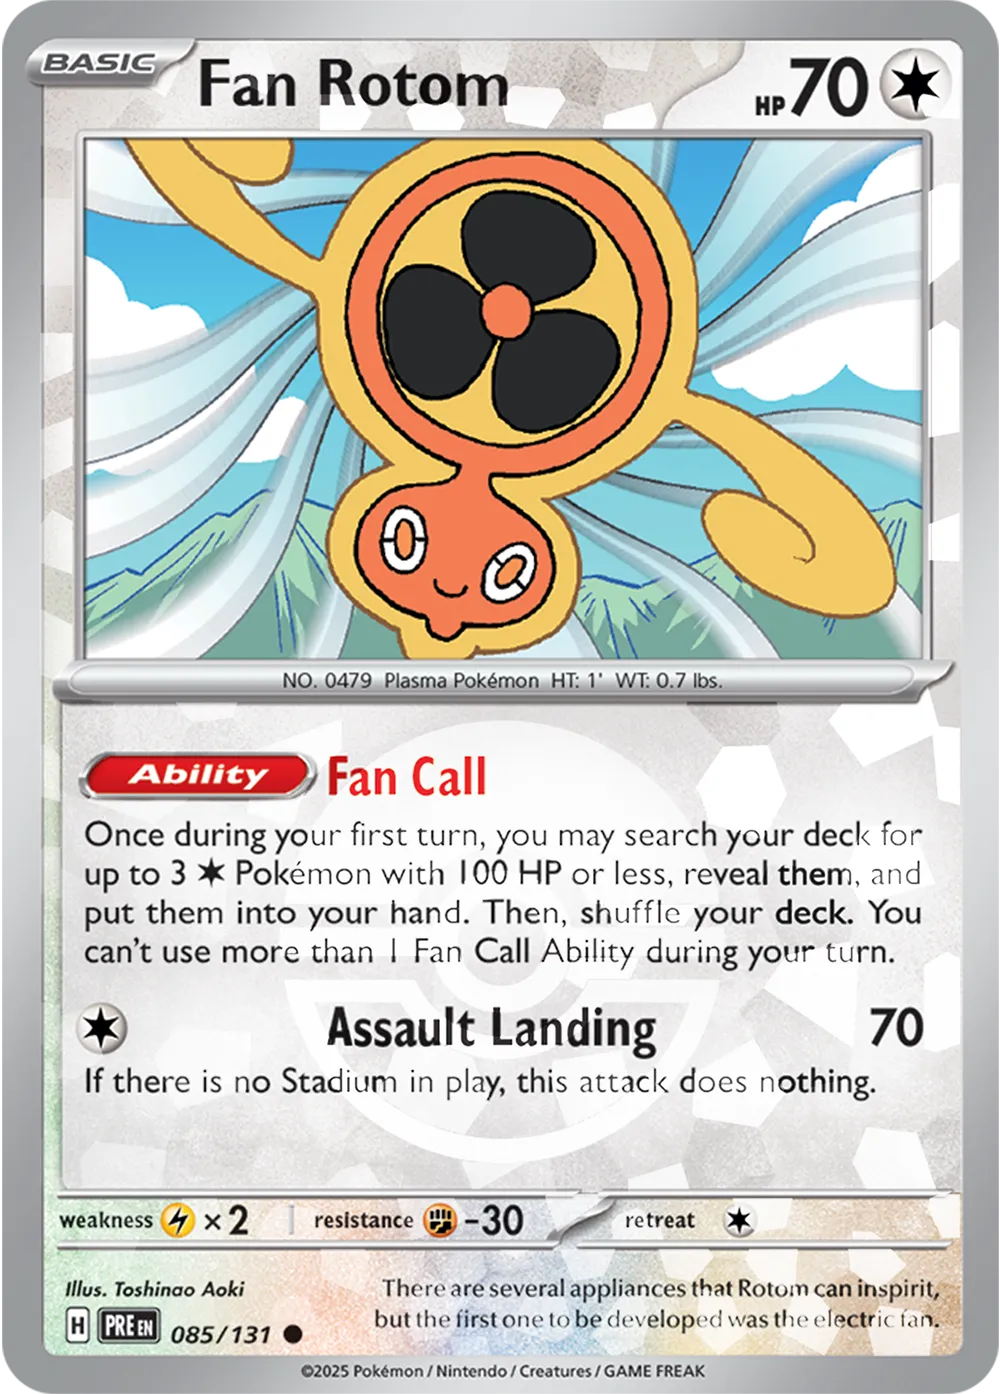 BASIC
Fan Rotom
HP 70
NO. 0479 Plasma Pokémon HT: 1' WT: 0.7 lbs.
Ability Fan Call
Once during your first turn, you may search your deck for
up to 3 Pokémon with 100 HP or less, reveal them, and
put them into your hand. Then, shuffle your deck. You
can't use more than 1 Fan Call Ability during your turn.
Assault Landing 70
If there is no Stadium in play, this attack does nothing.
weakness ×2 resistance -30 retreat
Illus. Toshinao Aoki
There are several appliances that Rotom can inspirit,
but the first one to be developed was the electric fan.
H PRE EN 085/131
©2025 Pokémon / Nintendo / Creatures / GAME FREAK